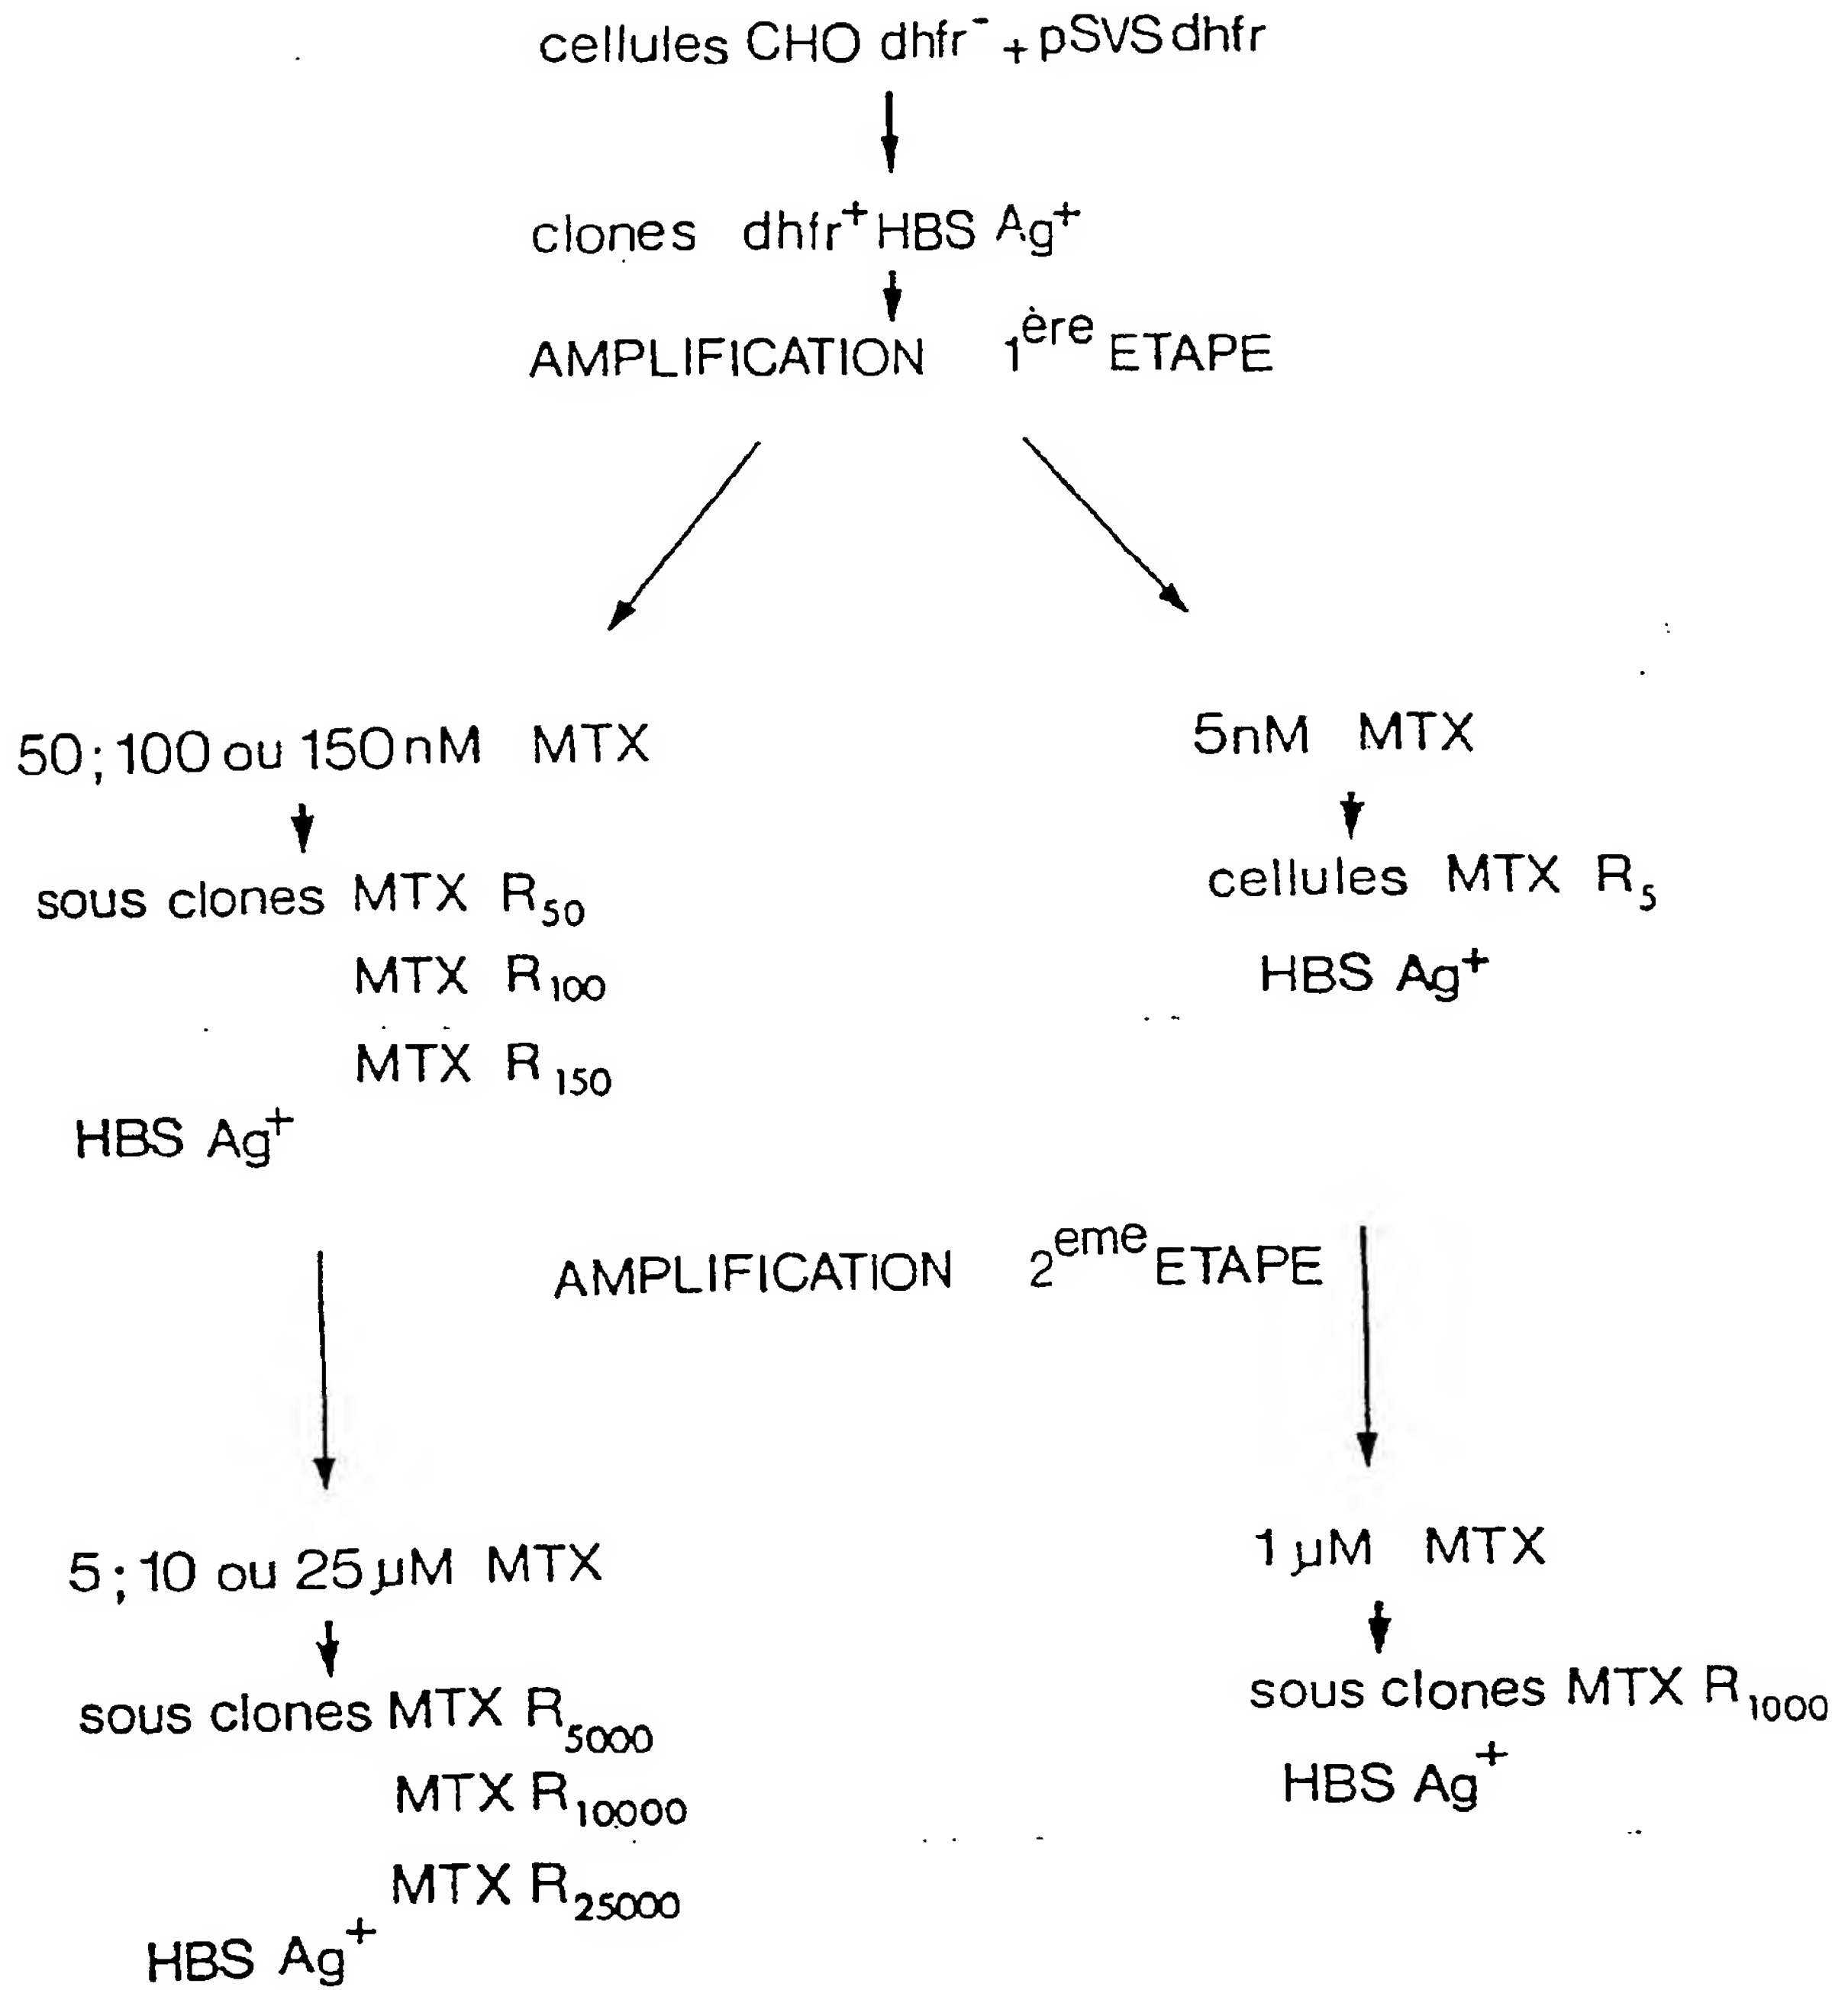 cellules CHO dhfr⁻ + pSVS dhfr
clones dhfr⁺ HBS Ag⁺
AMPLIFICATION 1ère ETAPE
50 ; 100 ou 150 nM MTX
sous clones MTX R₅₀
MTX R₁₀₀
MTX R₁₅₀
HBS Ag⁺
5nM MTX
cellules MTX R₅
HBS Ag⁺
AMPLIFICATION 2eme ETAPE
5 ; 10 ou 25 µM MTX
sous clones MTX R₅₀₀₀
MTX R₁₀₀₀₀
MTX R₂₅₀₀₀
HBS Ag⁺
1 µM MTX
sous clones MTX R₁₀₀₀
HBS Ag⁺